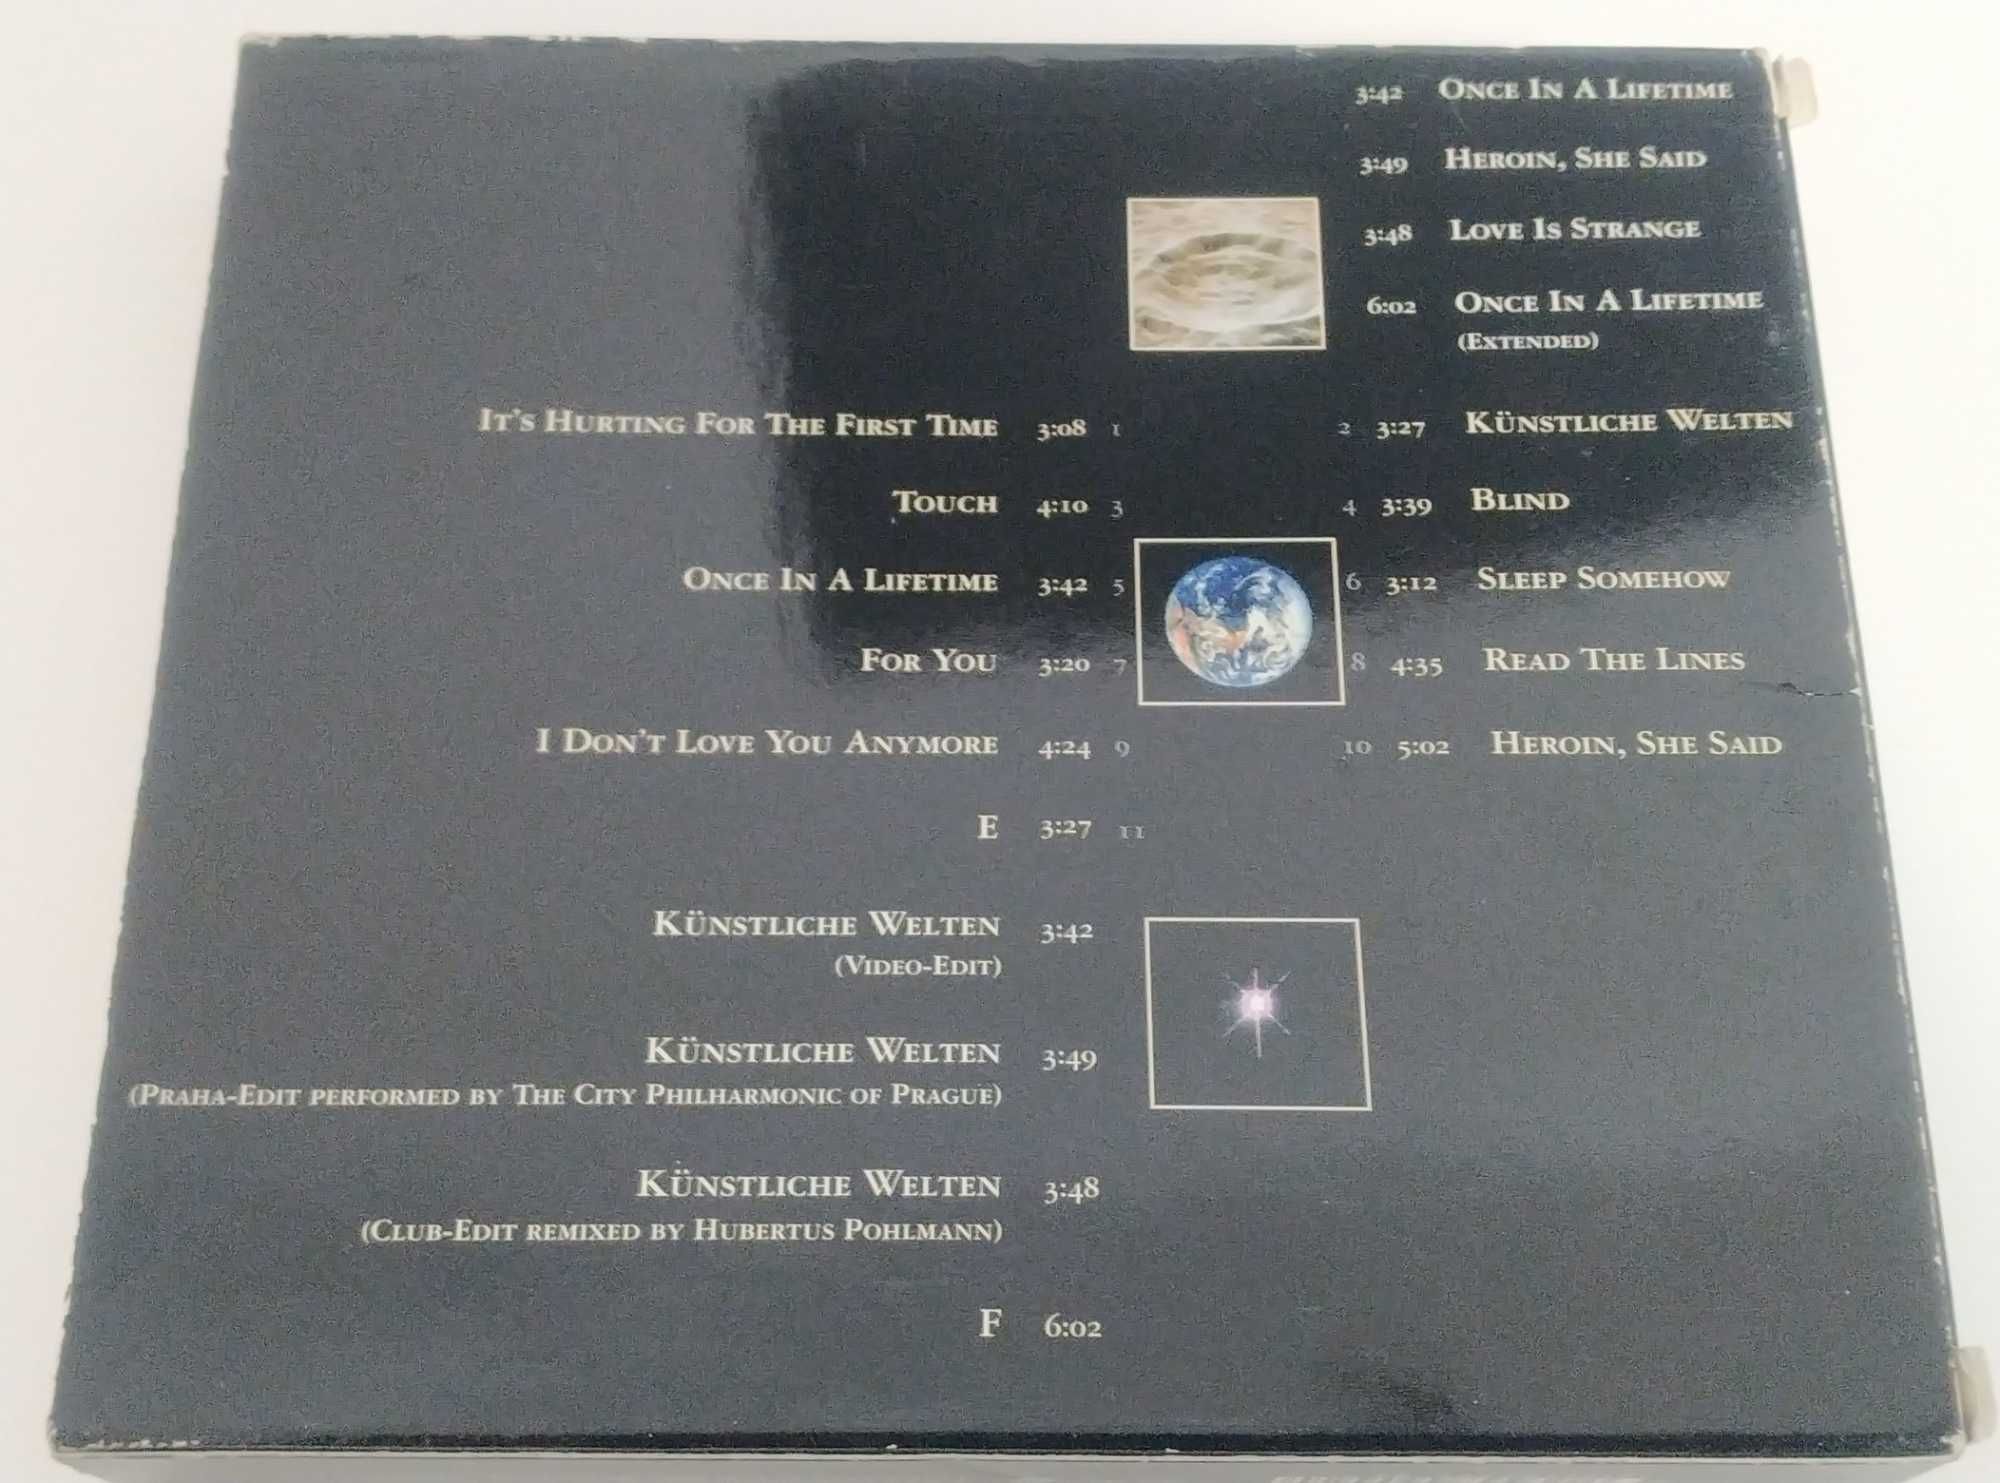 3:42 ONCE IN A LIFETIME
3:49 HEROIN, SHE SAID
3:48 LOVE IS STRANGE
6:02 ONCE IN A LIFETIME
(EXTENDED)
IT'S HURTING FOR THE FIRST TIME 3:08 1
2 3:27 KÜNSTLICHE WELTEN
TOUCH 4:10 3
4 3:39 BLIND
ONCE IN A LIFETIME 3:42 5
6 3:12 SLEEP SOMEHOW
FOR YOU 3:20 7
8 4:35 READ THE LINES
I DON'T LOVE YOU ANYMORE 4:24 9
10 5:02 HEROIN, SHE SAID
E 3:27 11
KÜNSTLICHE WELTEN 3:42
(VIDEO-EDIT)
KÜNSTLICHE WELTEN 3:49
(PRAHA-EDIT PERFORMED BY THE CITY PHILHARMONIC OF PRAGUE)
KÜNSTLICHE WELTEN 3:48
(CLUB-EDIT REMIXED BY HUBERTUS POHLMANN)
F 6:02